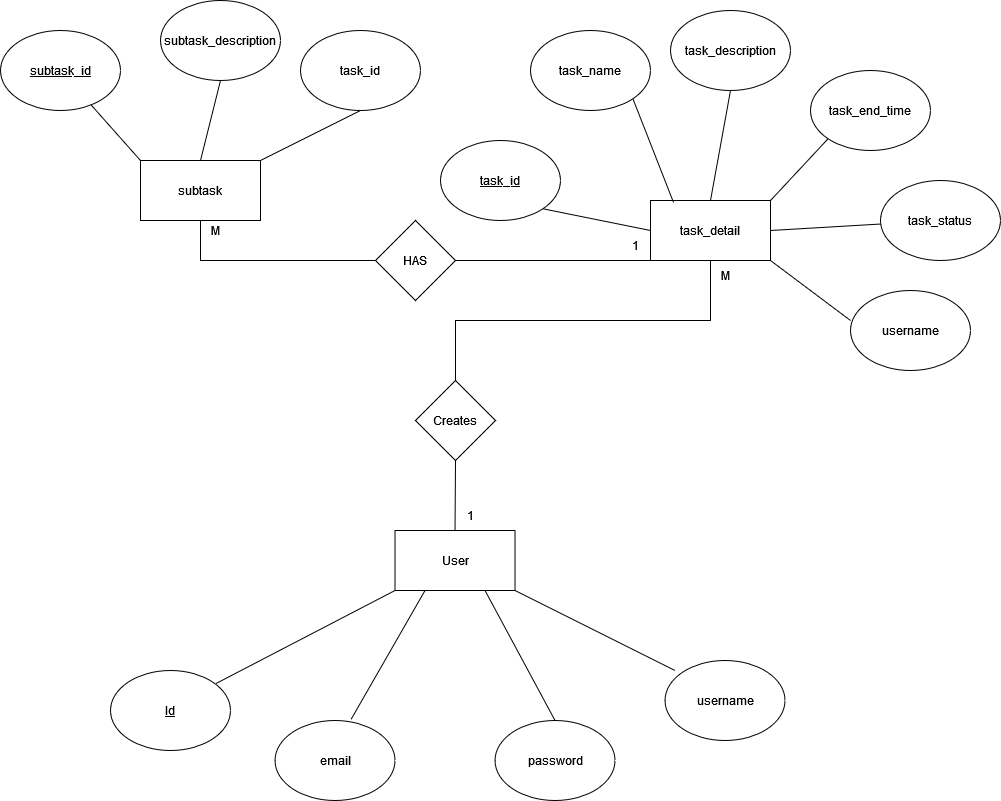 subtask_description
subtask_id
task_id
task_name
task_description
task_end_time
task_id
subtask
task_detail
task_status
M
1
HAS
M
username
Creates
1
User
Id
email
password
username